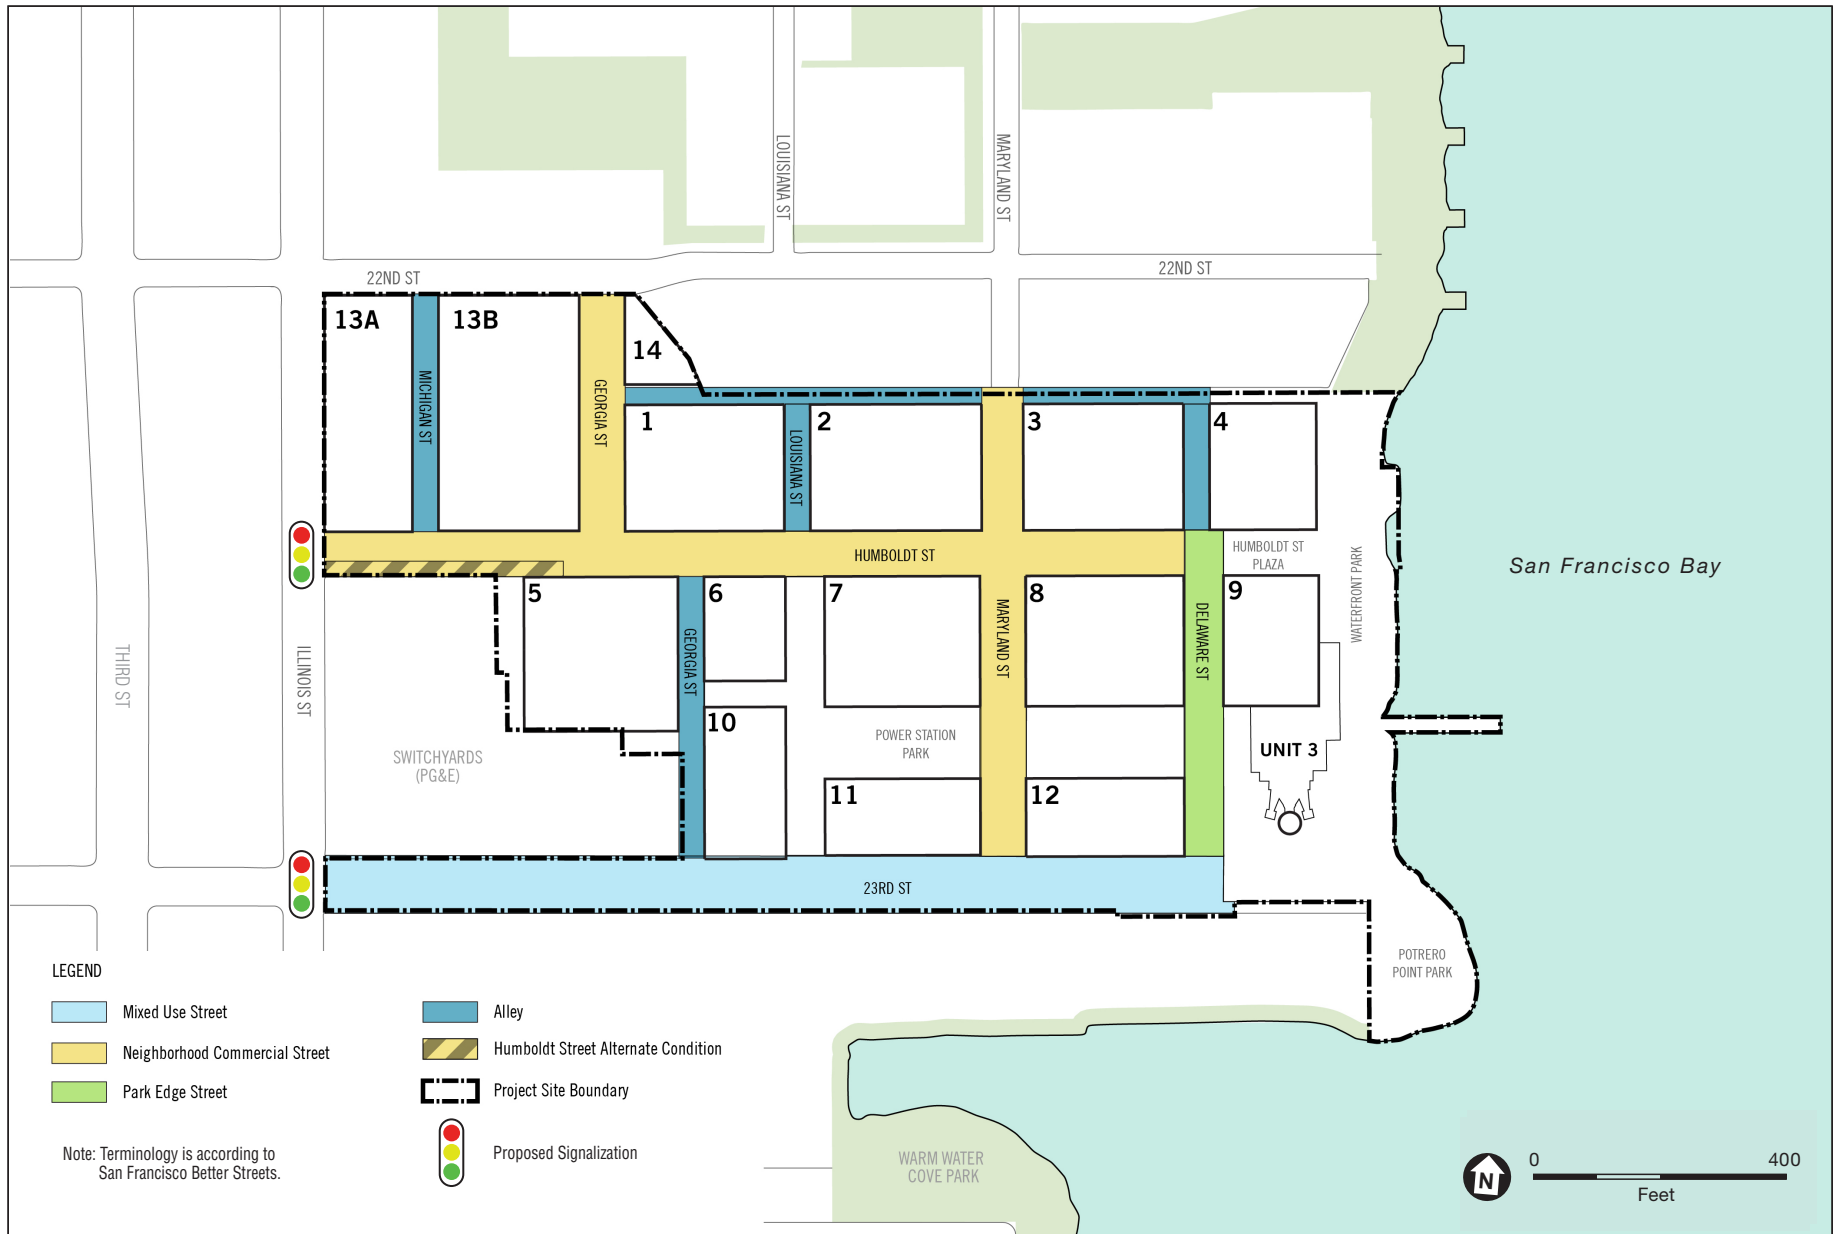 LOUISIANA ST
MARYLAND ST
22ND ST
22ND ST
13A
13B
14
MICHIGAN ST
GEORGIA ST
1
LOUISIANA ST
2
3
4
HUMBOLDT ST
HUMBOLDT ST
PLAZA
WATERFRONT PARK
San Francisco Bay
THIRD ST
ILLINOIS ST
5
GEORGIA ST
6
7
MARYLAND ST
8
DELAWARE ST
9
SWITCHYARDS
(PG&E)
10
POWER STATION
PARK
UNIT 3
11
12
23RD ST
POTRERO
POINT PARK
LEGEND
Mixed Use Street
Neighborhood Commercial Street
Park Edge Street
Alley
Humboldt Street Alternate Condition
Project Site Boundary
Proposed Signalization
Note: Terminology is according to
San Francisco Better Streets.
WARM WATER
COVE PARK
N
0
400
Feet